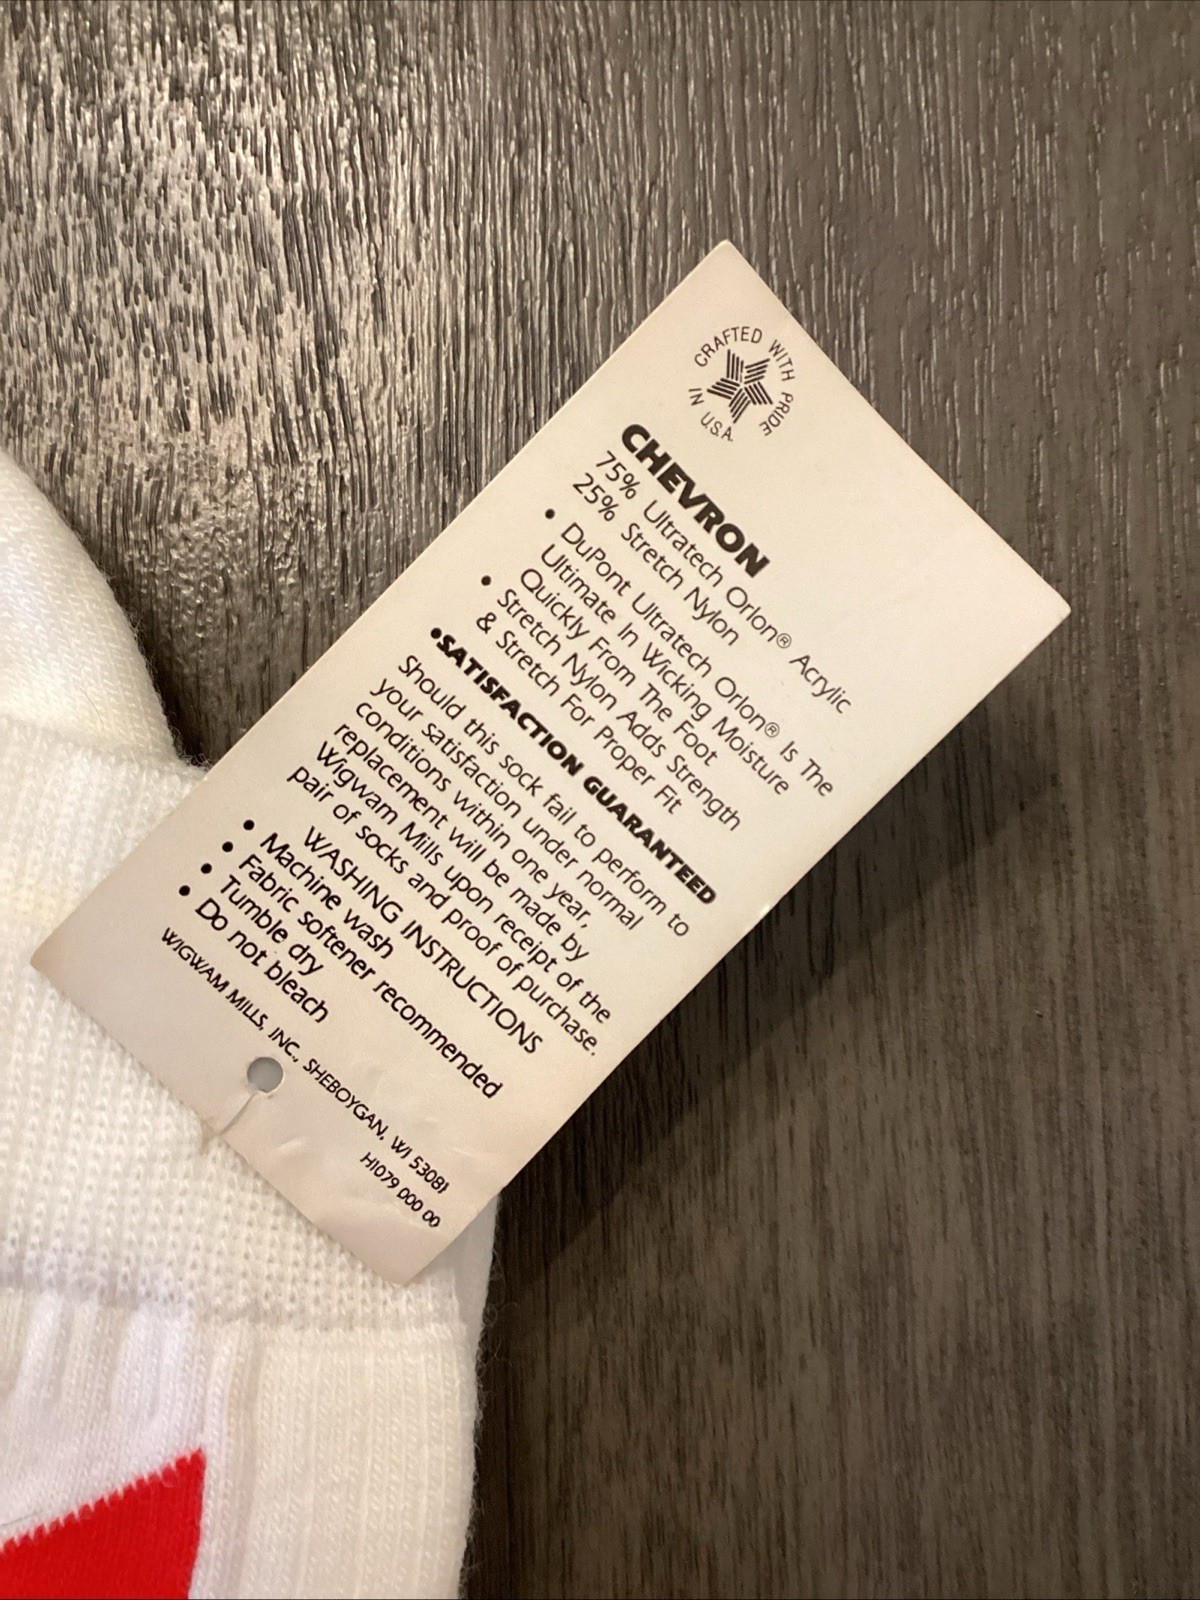 CRAFTED WITH PRIDE
IN U.S.A.
CHEVRON
75% Ultratech Orlon® Acrylic
25% Stretch Nylon
• DuPont Ultratech Orlon® Is The
Ultimate In Wicking Moisture
Quickly From The Foot
• Stretch Nylon Adds Strength
& Stretch For Proper Fit
•SATISFACTION GUARANTEED
Should this sock fail to perform to
your satisfaction under normal
conditions within one year,
replacement will be made by
Wigwam Mills upon receipt of the
pair of socks and proof of purchase.
WASHING INSTRUCTIONS
• Machine wash
• Fabric softener recommended
• Tumble dry
• Do not bleach
WIGWAM MILLS, INC., SHEBOYGAN, WI 53081
H1079 000 00